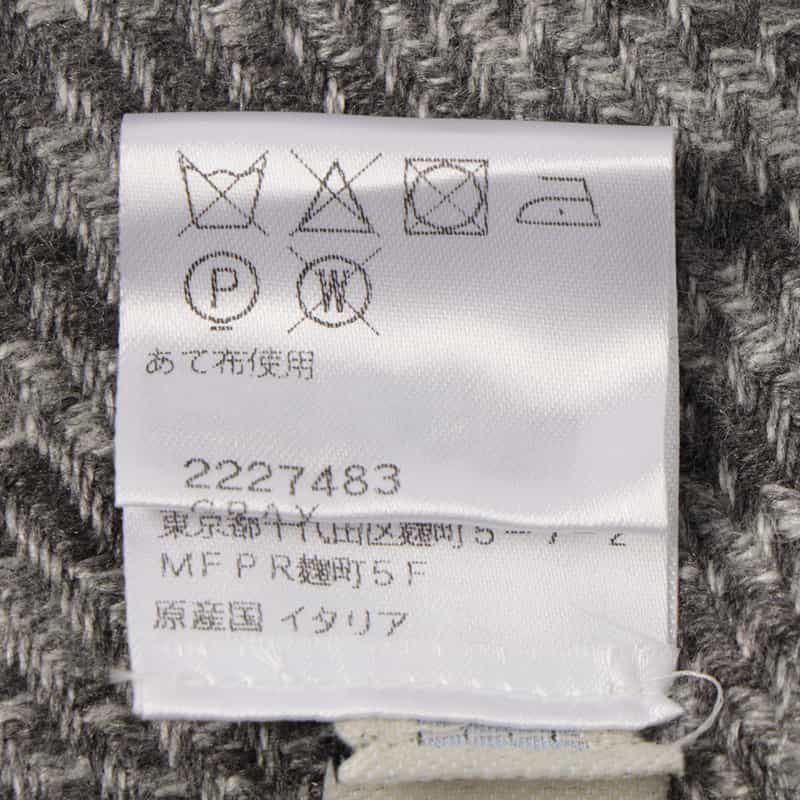 P W
あて布使用
2227483
GRAY
東京都千代田区麹町5-7-2
MFPR麹町5F
原産国 イタリア